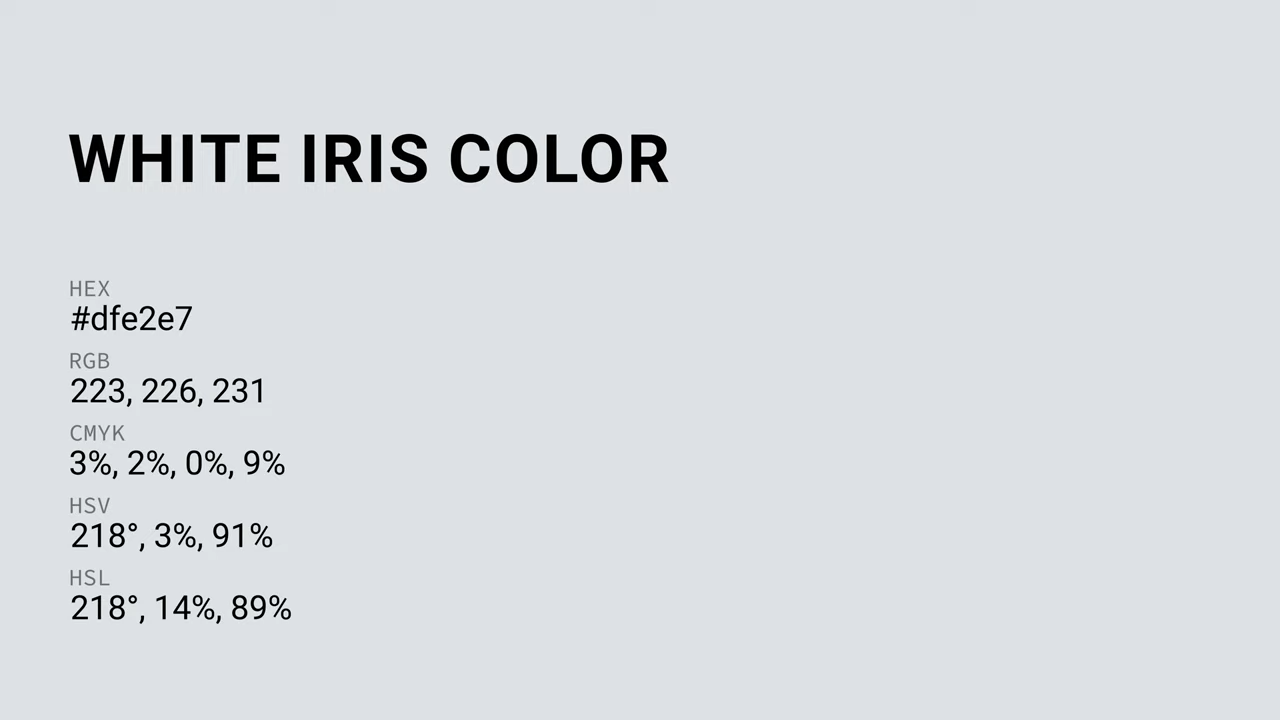 WHITE IRIS COLOR
HEX
#dfe2e7
RGB
223, 226, 231
CMYK
3%, 2%, 0%, 9%
HSV
218°, 3%, 91%
HSL
218°, 14%, 89%